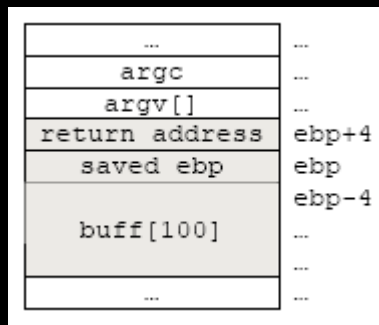 ... ...
argc ...
argv[] ...
return address ebp+4
saved ebp ebp
ebp-4
buff[100] ...
...
... ...